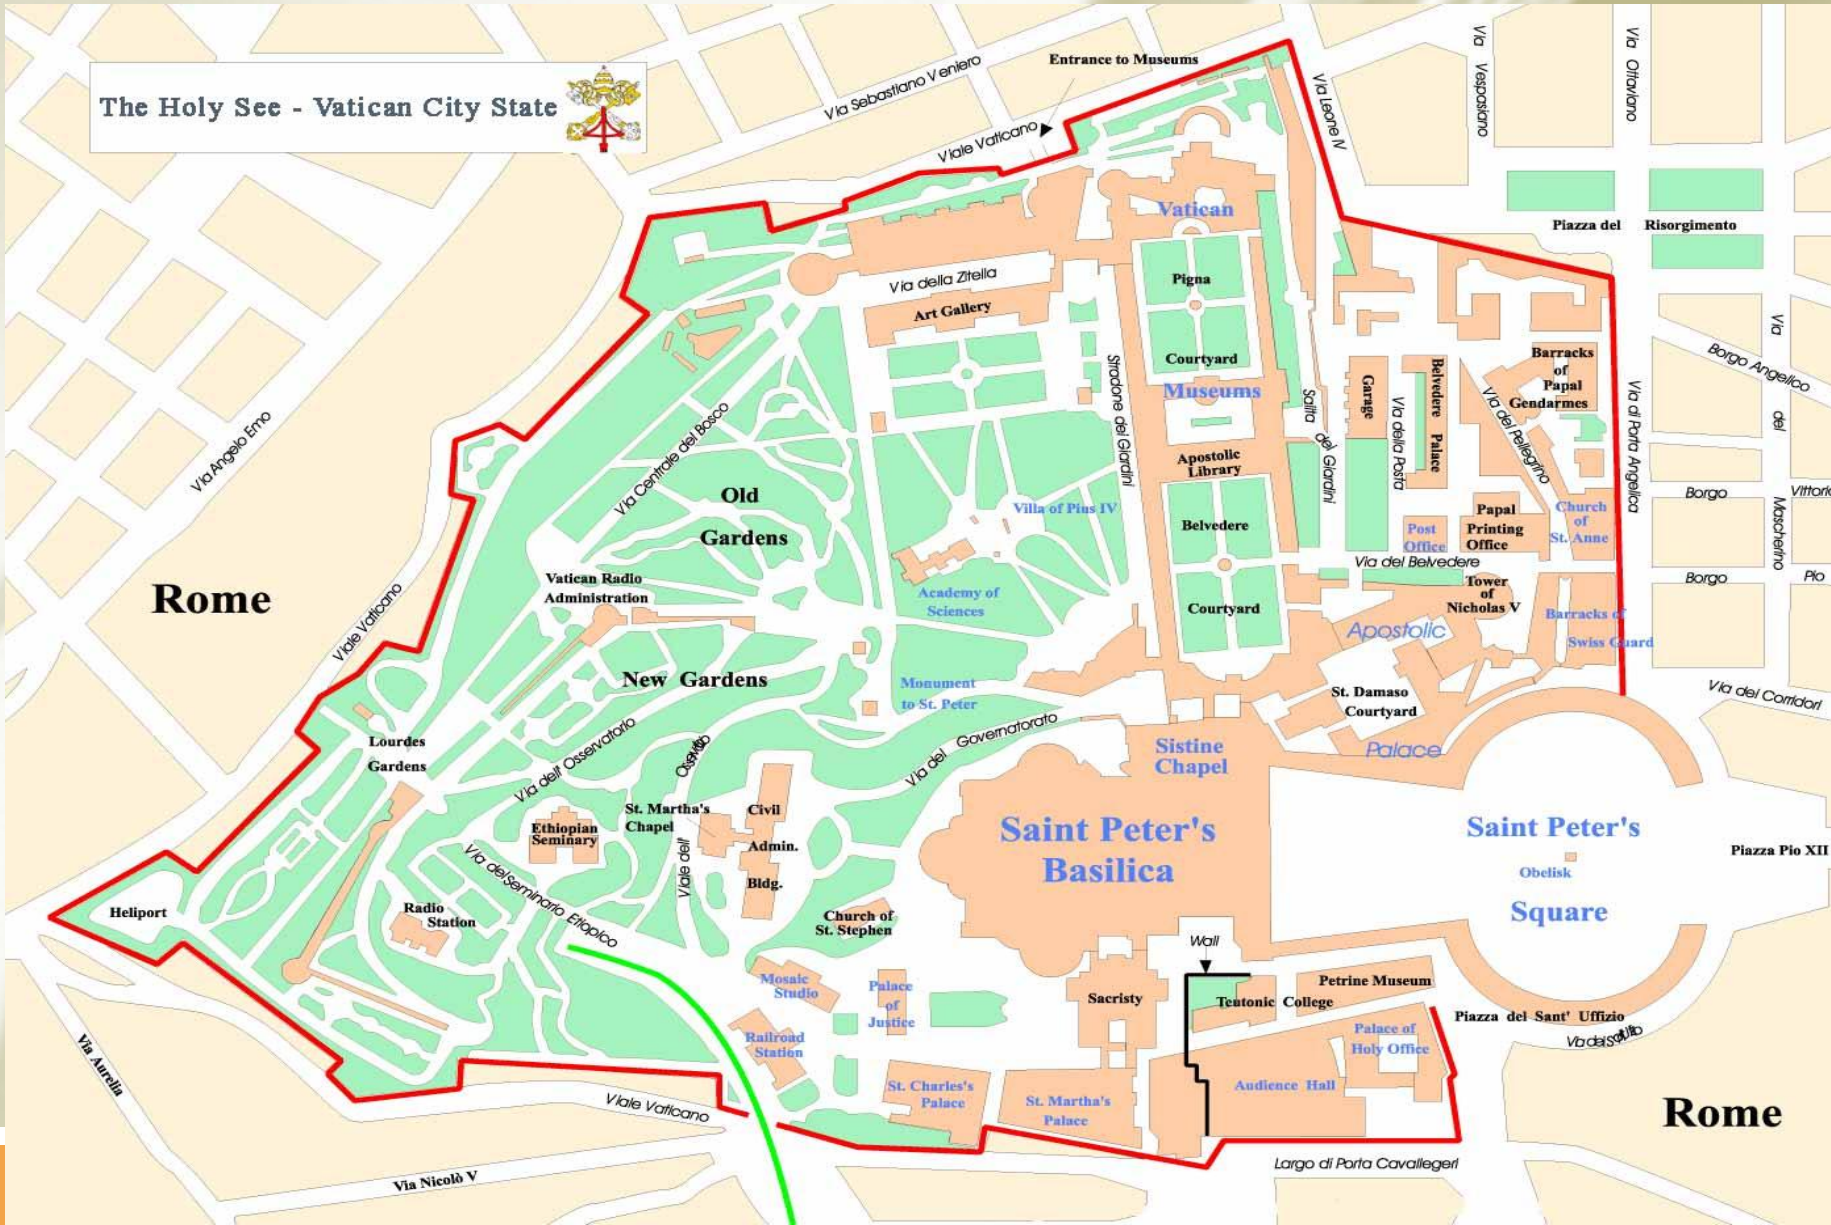 The Holy See - Vatican City State
Entrance to Museums
Via Sebastiano Veniero
Viale Vaticano
Via Leone IV
Via Vespasiano
Via Ottaviano
Piazza del Risorgimento
Vatican
Pigna
Courtyard
Museums
Via della Zitella
Art Gallery
Stradone dei Giardini
Salita dei Giardini
Garage
Via della Posta
Belvedere Palace
Via del Pellegrino
Barracks
of
Papal
Gendarmes
Via di Porta Angelica
Borgo Angelico
Via del Mascherino
Borgo Vittorio
Borgo Pio
Via Angelo Emo
Via Centrale del Bosco
Old
Gardens
Apostolic
Library
Villa of Pius IV
Belvedere
Courtyard
Post
Office
Papal
Printing
Office
Church
of
St. Anne
Via del Belvedere
Tower
of
Nicholas V
Barracks of
Swiss Guard
Apostolic
Palace
St. Damaso
Courtyard
Via dei Corridori
Rome
Viale Vaticano
Vatican Radio
Administration
Academy of
Sciences
New Gardens
Monument
to St. Peter
Lourdes
Gardens
Via dell' Osservatorio
Via del Governatorato
Sistine
Chapel
Saint Peter's
Basilica
Saint Peter's
Obelisk
Square
Piazza Pio XII
Ethiopian
Seminary
St. Martha's
Chapel
Civil
Admin.
Bldg.
Viale dell'
Via del Seminario Etiopico
Heliport
Radio
Station
Church of
St. Stephen
Mosaic
Studio
Palace
of
Justice
Railroad
Station
Sacristy
Wall
Teutonic College
Petrine Museum
Piazza del Sant' Uffizio
Palace of
Holy Office
Audience Hall
St. Charles's
Palace
St. Martha's
Palace
Via Aurelia
Viale Vaticano
Via Nicolò V
Largo di Porta Cavallegeri
Rome